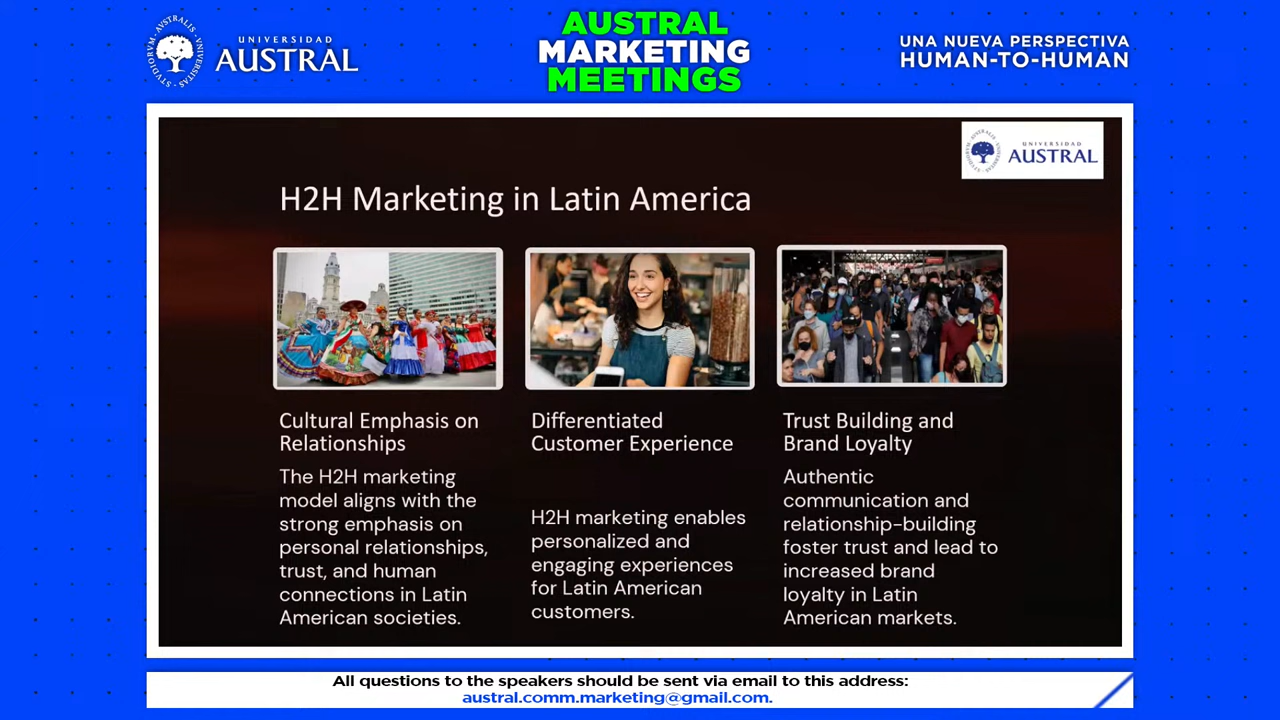 UNIVERSIDAD
AUSTRAL
AUSTRAL
MARKETING
MEETINGS
UNA NUEVA PERSPECTIVA
HUMAN-TO-HUMAN
UNIVERSIDAD
AUSTRAL
H2H Marketing in Latin America
Cultural Emphasis on
Relationships
The H2H marketing
model aligns with the
strong emphasis on
personal relationships,
trust, and human
connections in Latin
American societies.
Differentiated
Customer Experience
H2H marketing enables
personalized and
engaging experiences
for Latin American
customers.
Trust Building and
Brand Loyalty
Authentic
communication and
relationship-building
foster trust and lead to
increased brand
loyalty in Latin
American markets.
All questions to the speakers should be sent via email to this address:
austral.comm.marketing@gmail.com.